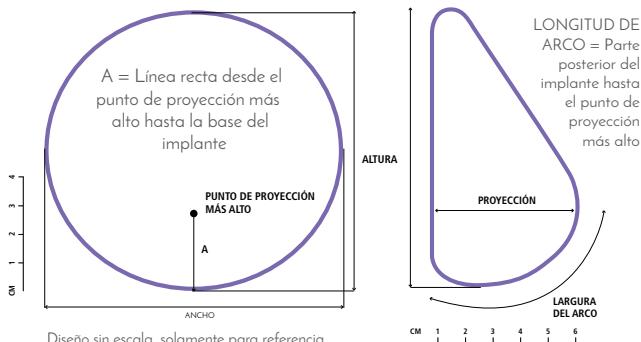 A = Línea recta desde el
punto de proyección más
alto hasta la base del
implante
PUNTO DE PROYECCIÓN
MÁS ALTO
A
ALTURA
ANCHO
4
3
2
1
CM
Diseño sin escala, solamente para referencia
LONGITUD DE
ARCO = Parte
posterior del
implante hasta
el punto de
proyección
más alto
PROYECCIÓN
LARGURA
DEL ARCO
CM 1 2 3 4 5 6